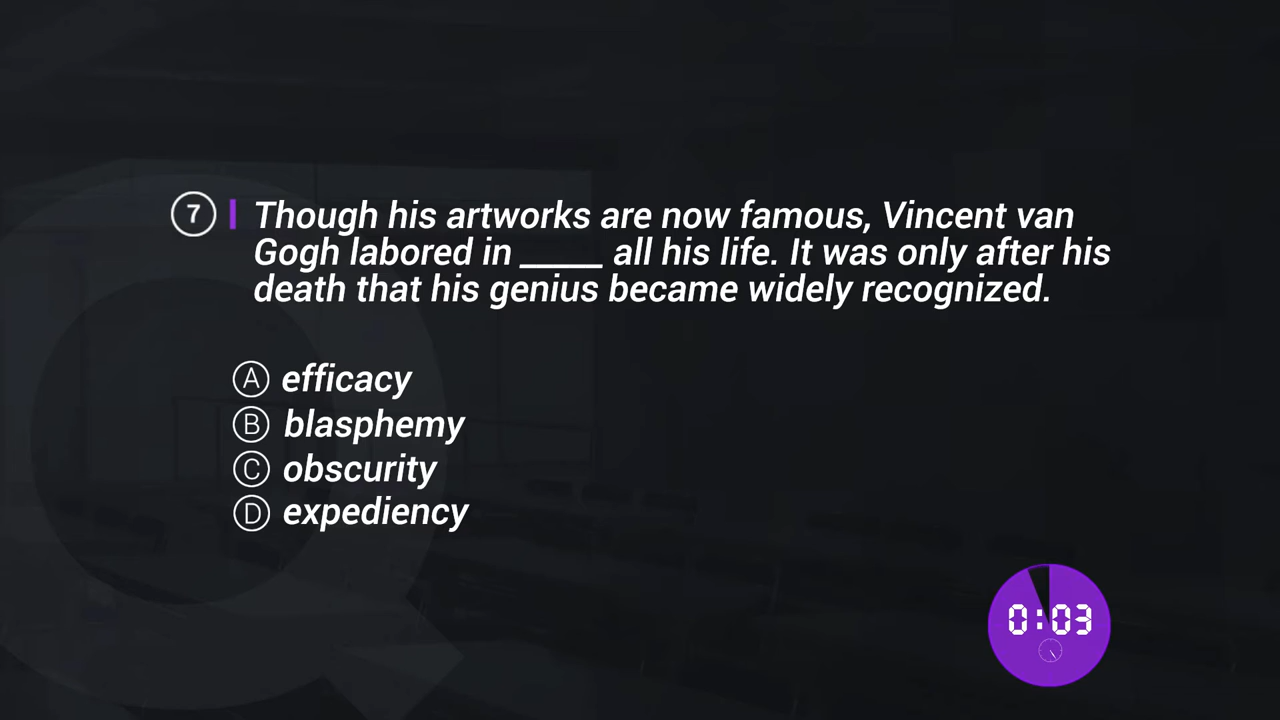 7 Though his artworks are now famous, Vincent van
Gogh labored in _____ all his life. It was only after his
death that his genius became widely recognized.
A efficacy
B blasphemy
C obscurity
D expediency
0:03